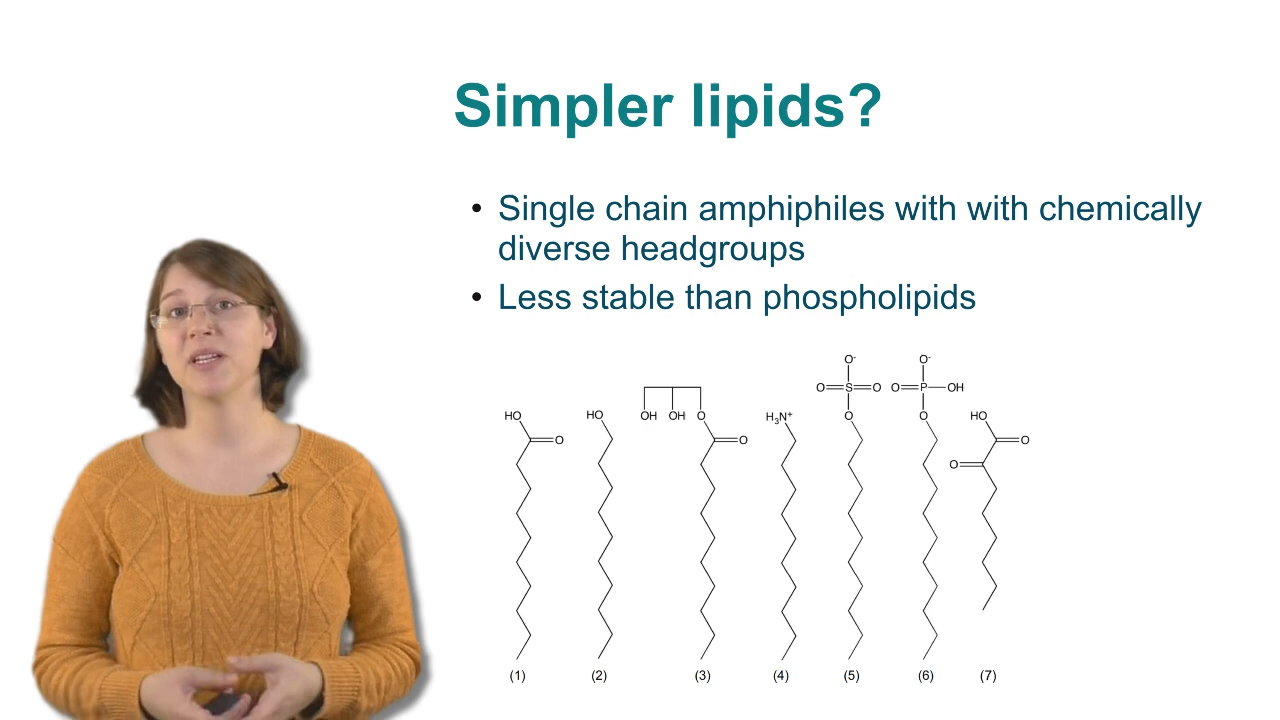 Simpler lipids?
• Single chain amphiphiles with with chemically
diverse headgroups
• Less stable than phospholipids
O- O-
O S O O P OH
HO HO OH OH O H3N+ O O HO
O O O
O
(1) (2) (3) (4) (5) (6) (7)